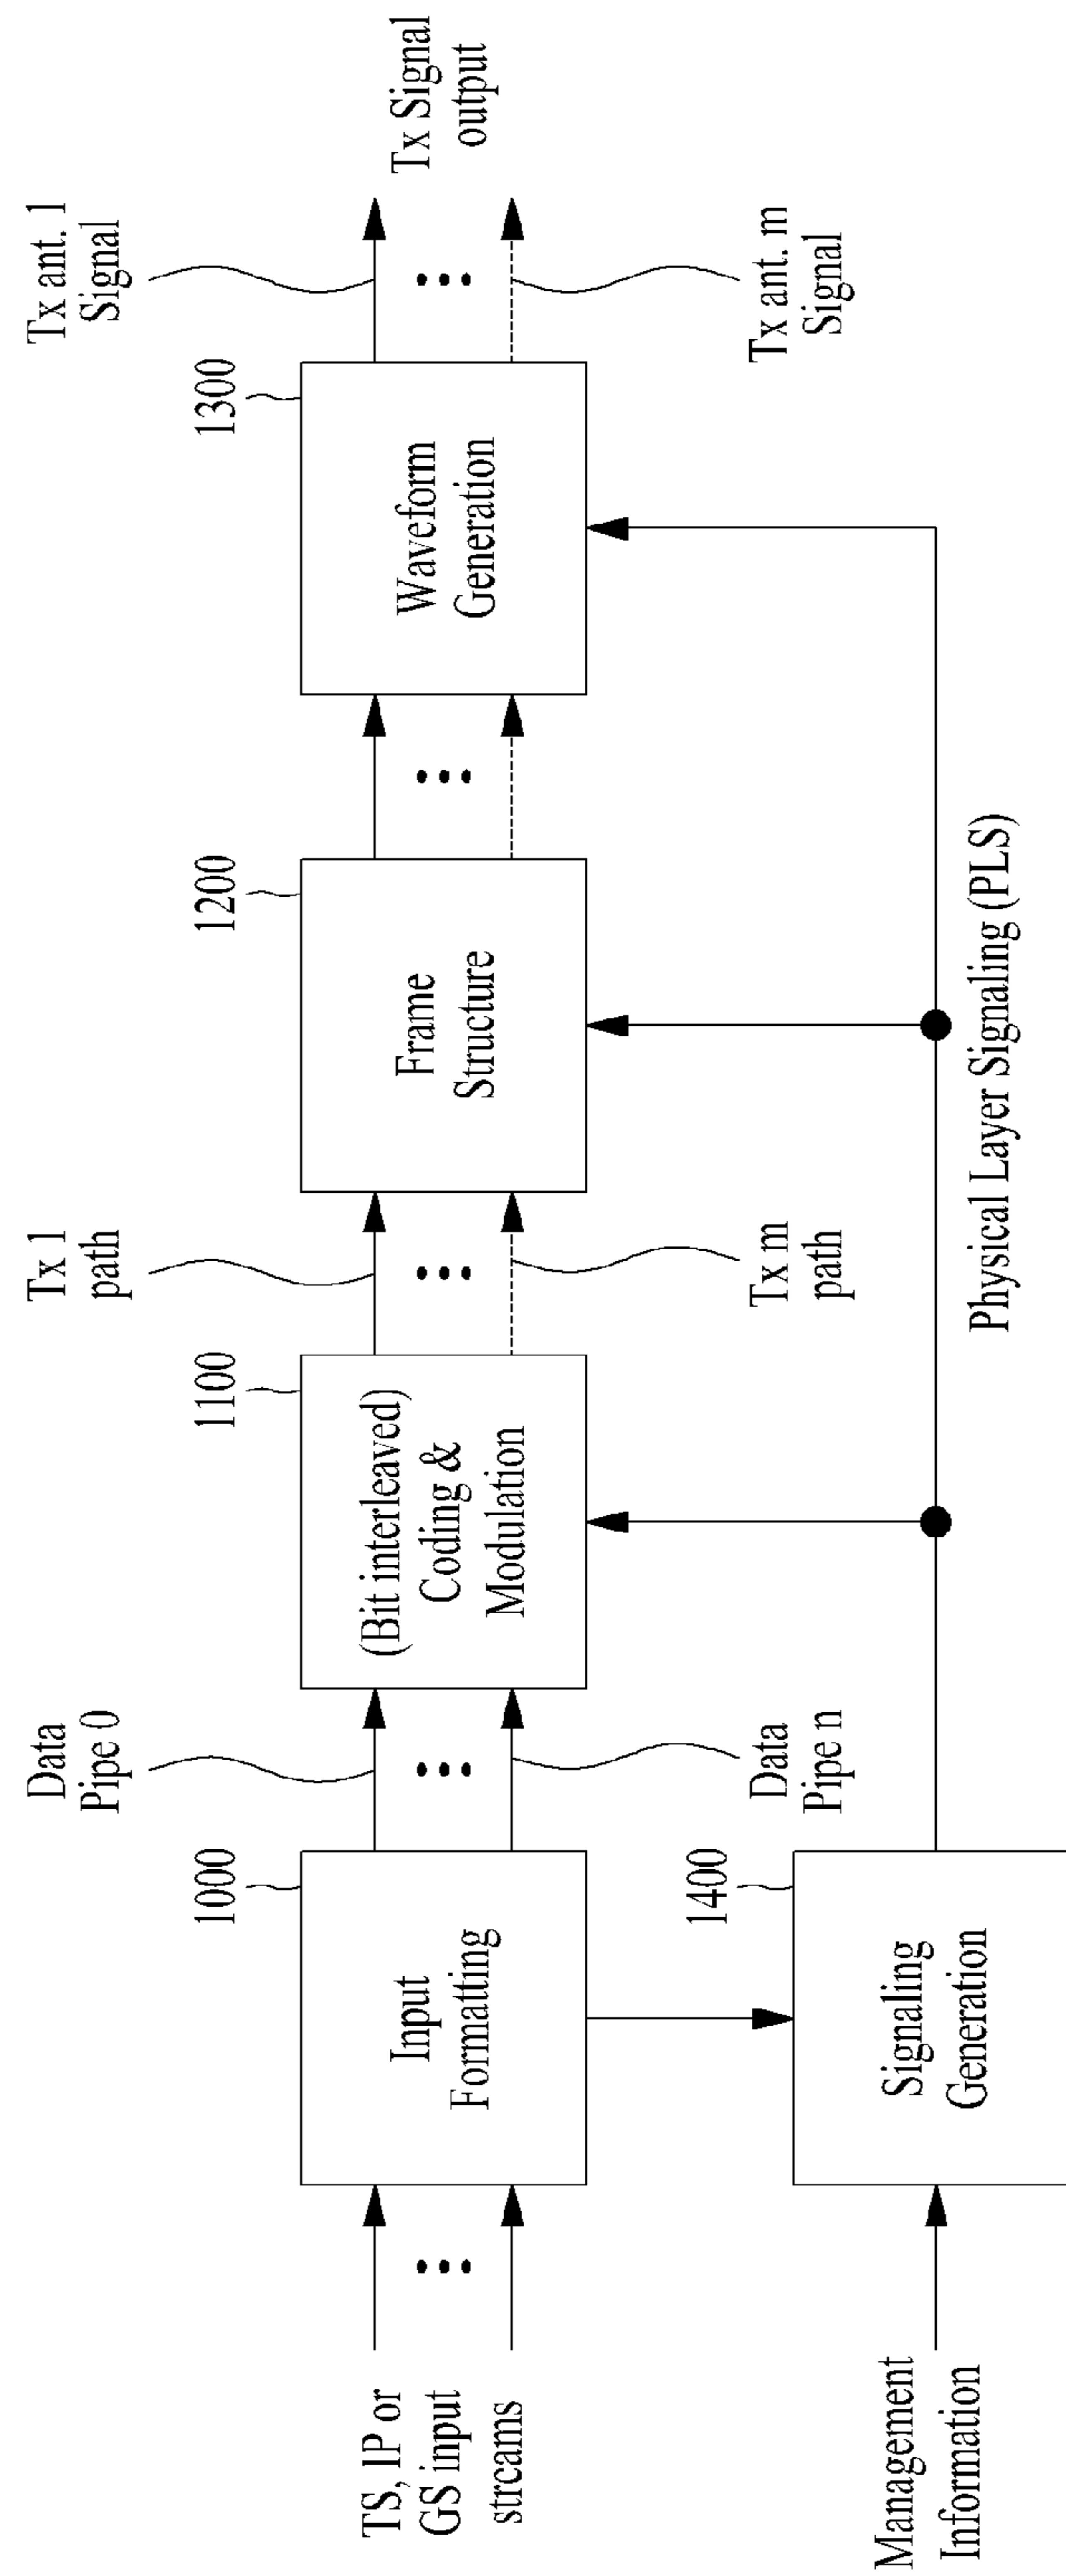 TS, IP or
GS input
strcams
1000
Input
Formatting
Data
Pipe 0
Data
Pipe n
1100
(Bit interleaved)
Coding &
Modulation
Tx 1
path
Tx m
path
1200
Frame
Structure
1300
Waveform
Generation
Tx ant. 1
Signal
Tx ant. m
Signal
Tx Signal
output
Management
Information
1400
Signaling
Generation
Physical Layer Signaling (PLS)